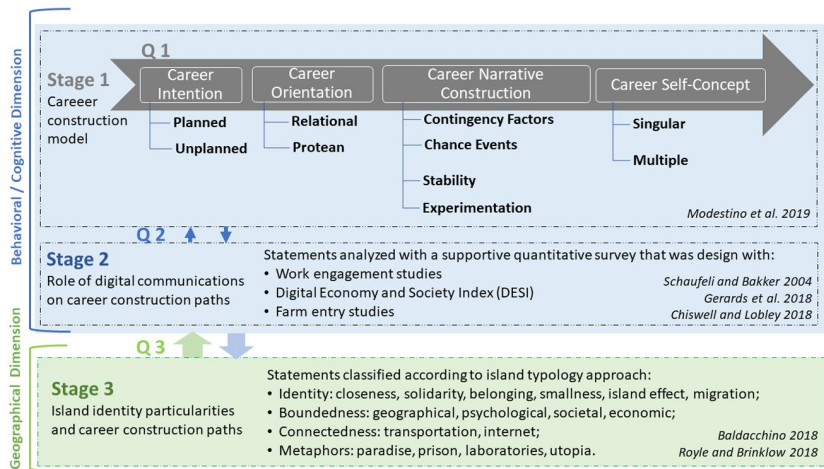 Behavioral / Cognitive Dimension
Q 1
Stage 1
Careeer
construction
model
Career
Intention
Planned
Unplanned
Career
Orientation
Relational
Protean
Career Narrative
Construction
Contingency Factors
Chance Events
Stability
Experimentation
Career Self-Concept
Singular
Multiple
Modestino et al. 2019
Q 2
Stage 2
Role of digital communications
on career construction paths
Statements analyzed with a supportive quantitative survey that was design with:
• Work engagement studies
• Digital Economy and Society Index (DESI)
• Farm entry studies
Schaufeli and Bakker 2004
Gerards et al. 2018
Chiswell and Lobley 2018
Geographical Dimension
Q 3
Stage 3
Island identity particularities
and career construction paths
Statements classified according to island typology approach:
• Identity: closeness, solidarity, belonging, smallness, island effect, migration;
• Boundedness: geographical, psychological, societal, economic;
• Connectedness: transportation, internet;
• Metaphors: paradise, prison, laboratories, utopia.
Baldacchino 2018
Royle and Brinklow 2018